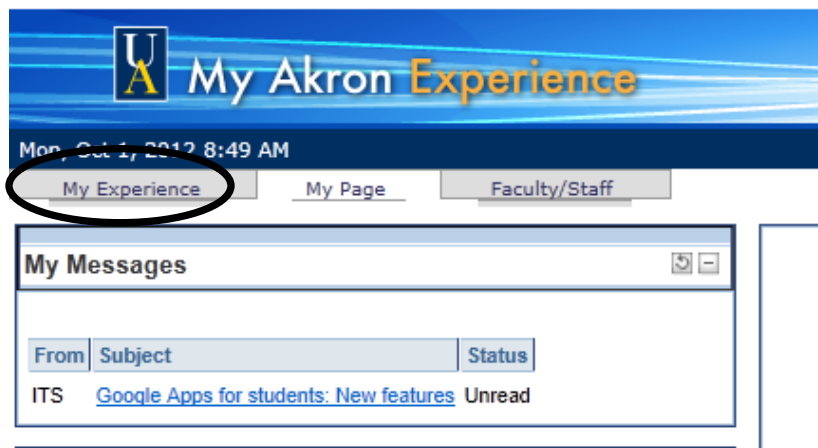 UA My Akron Experience
Mon, Oct 1, 2012 8:49 AM
My Experience My Page Faculty/Staff
My Messages
From Subject Status
ITS Google Apps for students: New features Unread